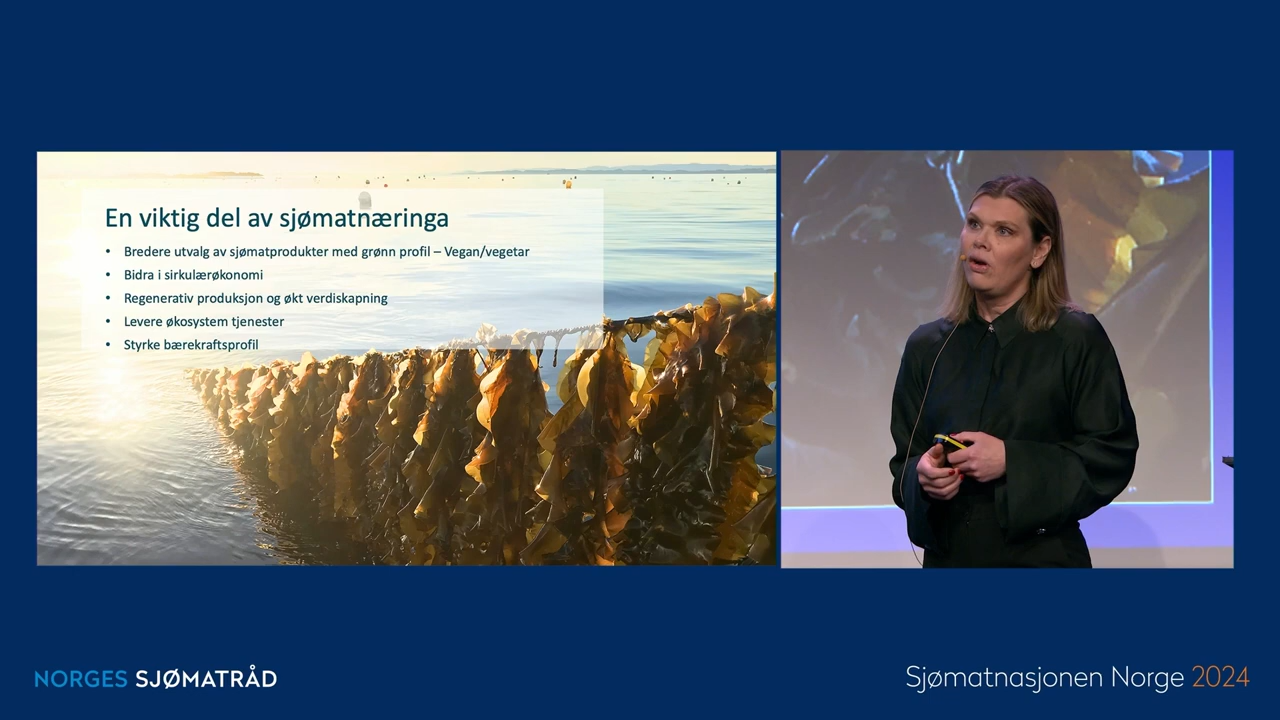 En viktig del av sjømatnæringa
• Bredere utvalg av sjømatprodukter med grønn profil – Vegan/vegetar
• Bidra i sirkulærøkonomi
• Regenerativ produksjon og økt verdiskapning
• Levere økosystem tjenester
• Styrke bærekraftsprofil
NORGES SJØMATRÅD
Sjømatnasjonen Norge 2024